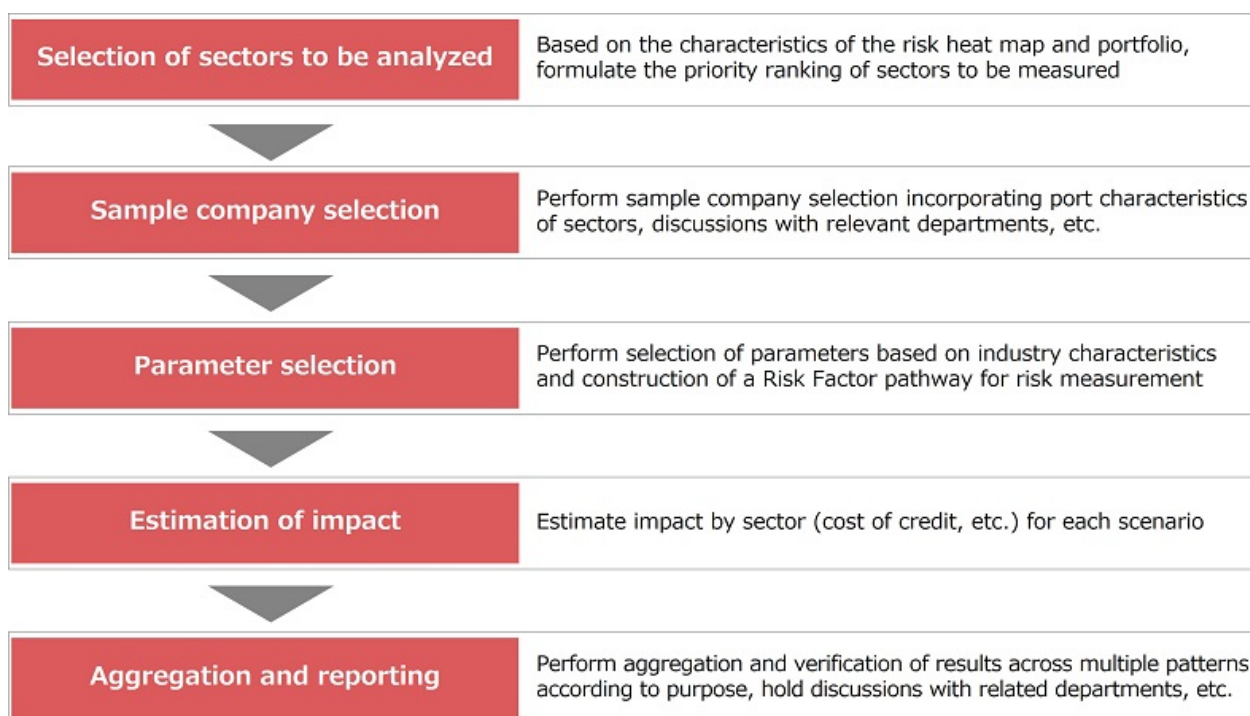 Selection of sectors to be analyzed
Based on the characteristics of the risk heat map and portfolio,
formulate the priority ranking of sectors to be measured
Sample company selection
Perform sample company selection incorporating port characteristics
of sectors, discussions with relevant departments, etc.
Parameter selection
Perform selection of parameters based on industry characteristics
and construction of a Risk Factor pathway for risk measurement
Estimation of impact
Estimate impact by sector (cost of credit, etc.) for each scenario
Aggregation and reporting
Perform aggregation and verification of results across multiple patterns
according to purpose, hold discussions with related departments, etc.